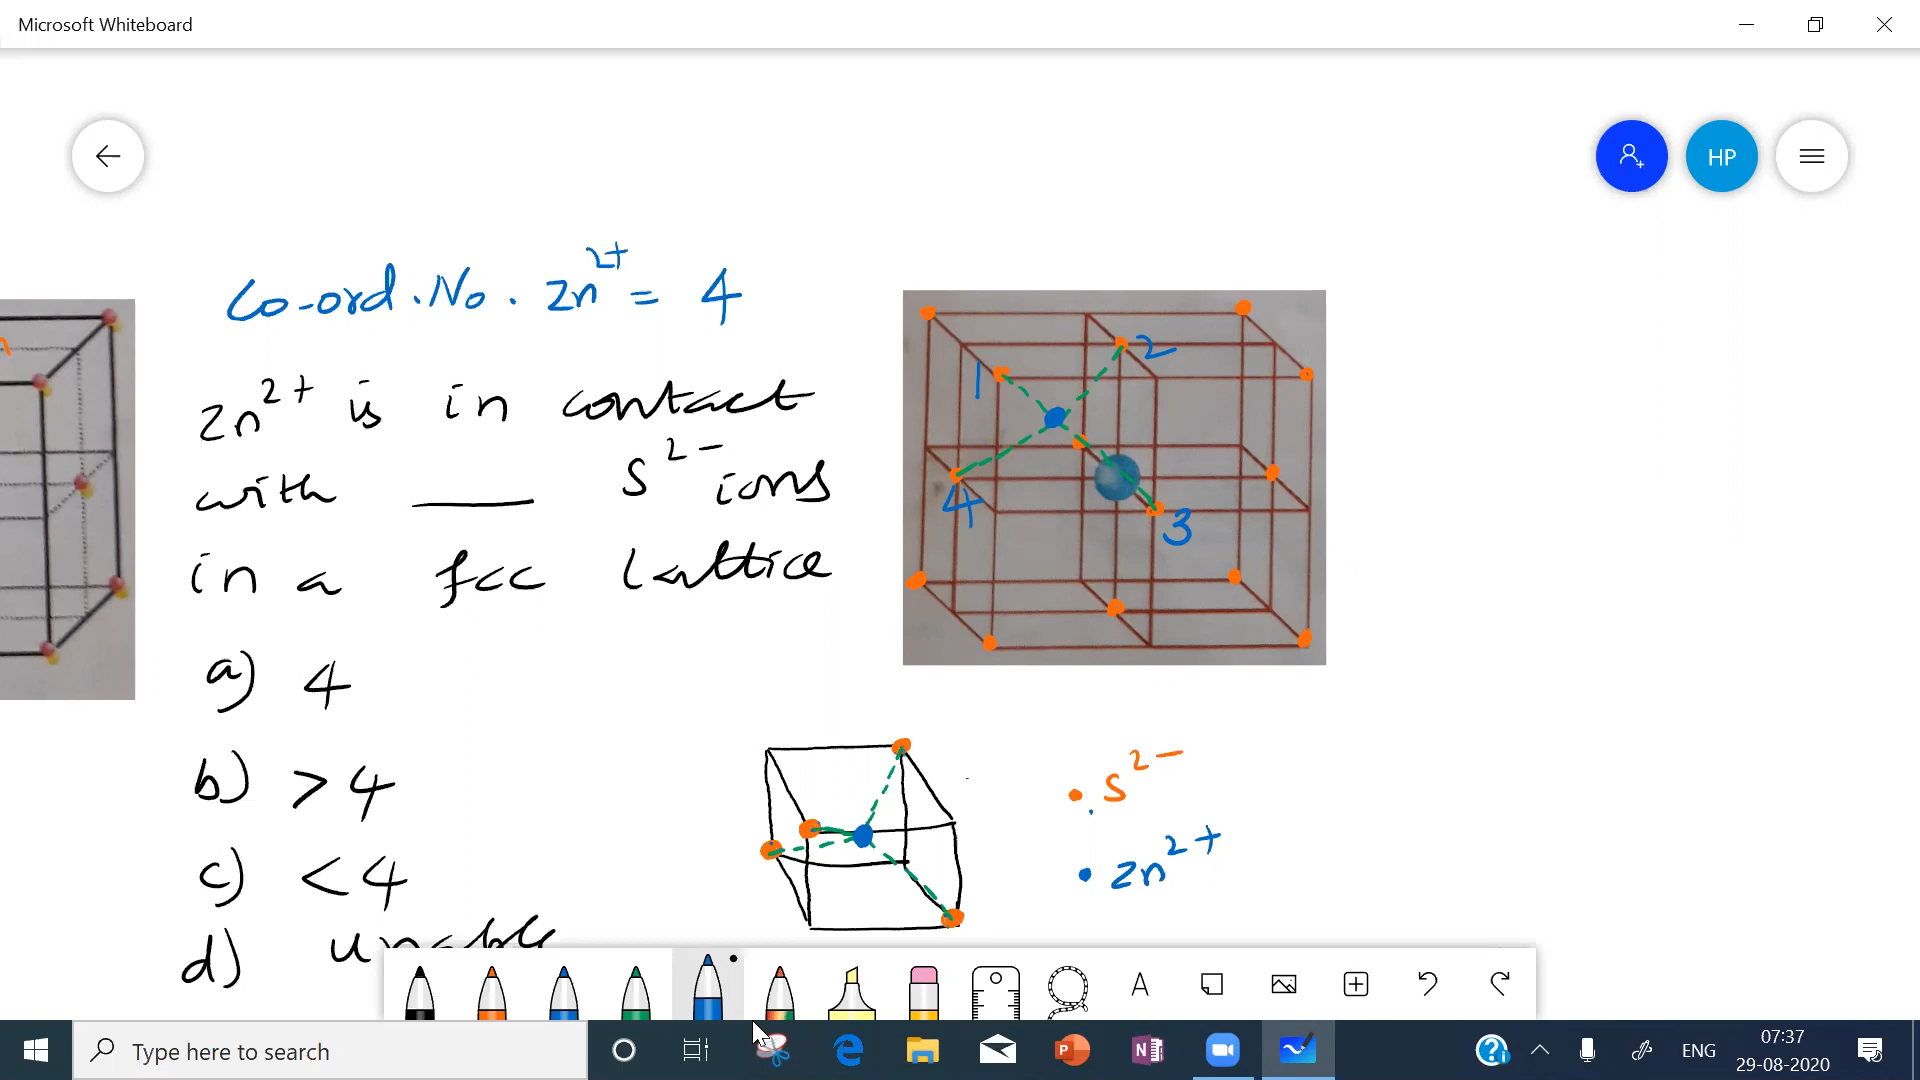 Microsoft Whiteboard
HP
Co-ord. No. Zn2+ = 4
Zn2+ is in contact
with ____ S2- ions
in a fcc lattice
a) 4
b) > 4
c) < 4
d) unable
1
2
3
4
• S2-
• Zn2+
A
Type here to search
ENG
07:37
29-08-2020